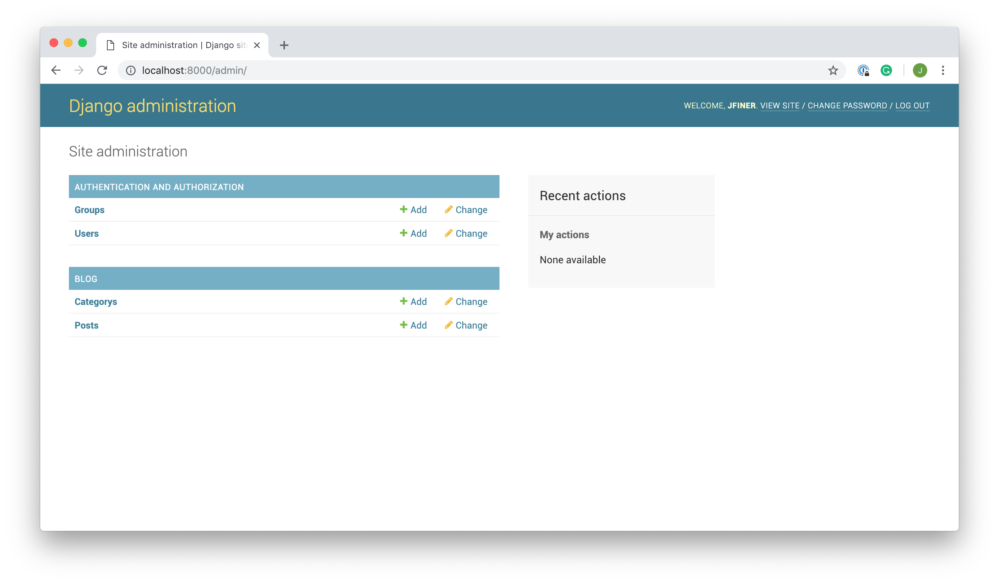 Site administration | Django sit
localhost:8000/admin/
J
Django administration
WELCOME, JFINER. VIEW SITE / CHANGE PASSWORD / LOG OUT
Site administration
AUTHENTICATION AND AUTHORIZATION
Groups Add Change
Users Add Change
BLOG
Categorys Add Change
Posts Add Change
Recent actions
My actions
None available